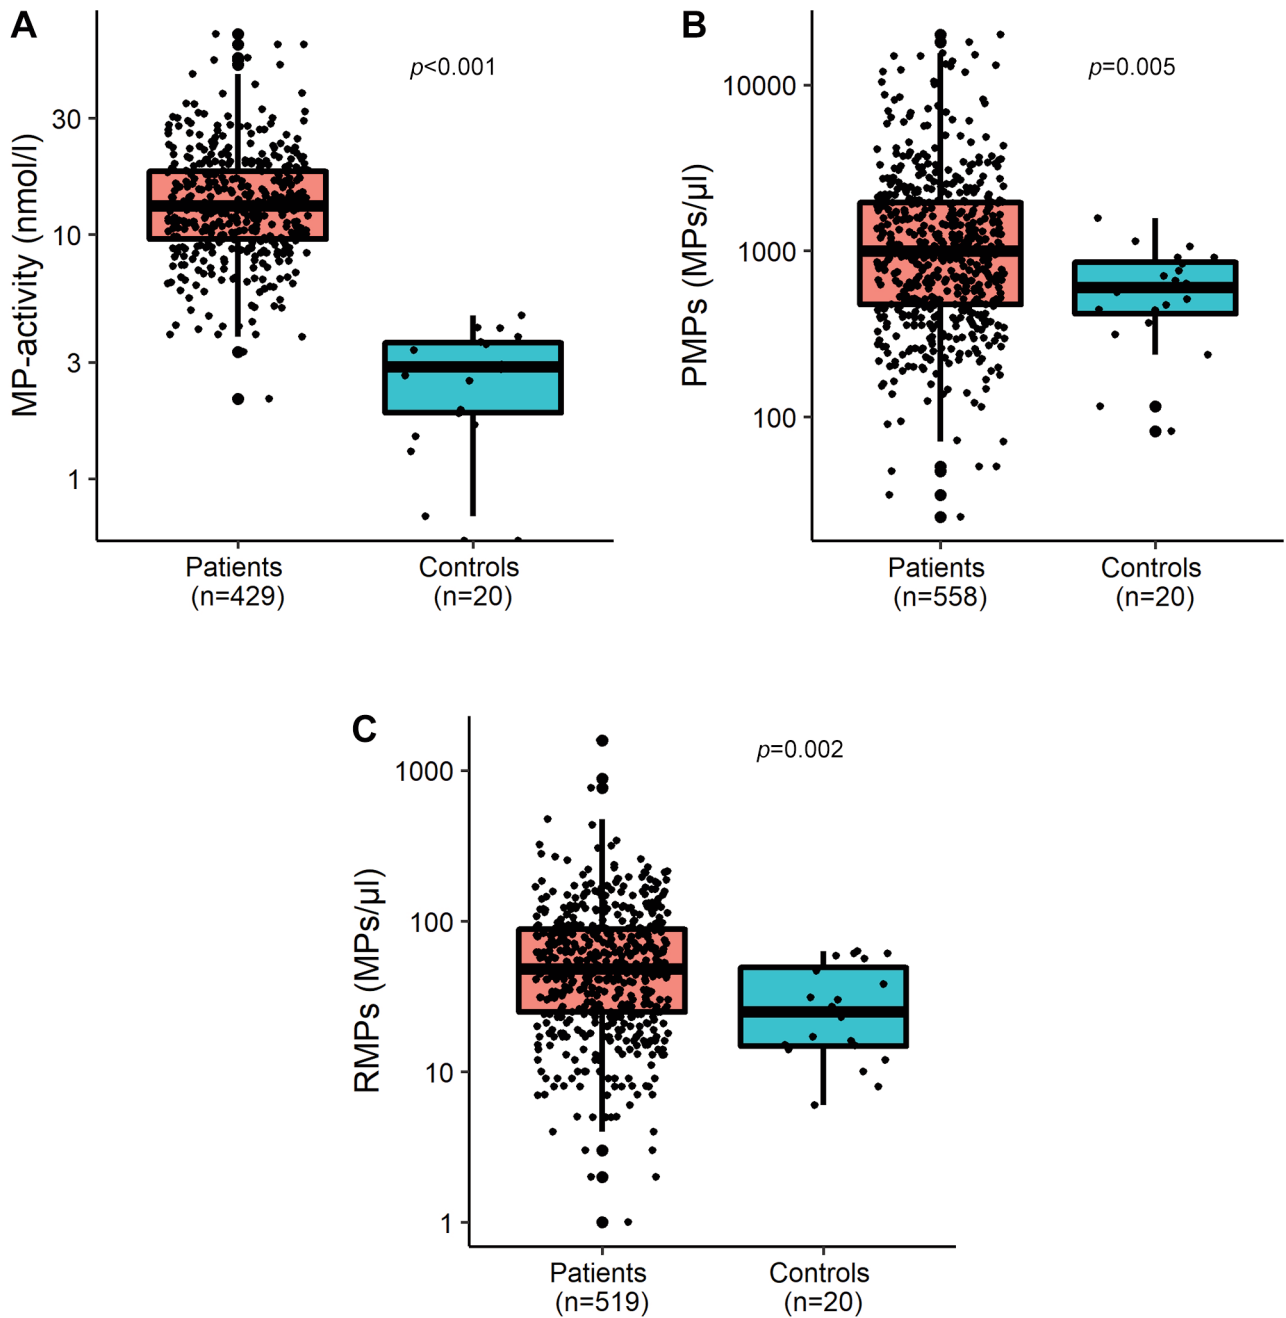 A
p<0.001
MP-activity (nmol/l)
30
10
3
1
Patients
(n=429)
Controls
(n=20)
B
p=0.005
PMPs (MPs/µl)
10000
1000
100
Patients
(n=558)
Controls
(n=20)
C
p=0.002
RMPs (MPs/µl)
1000
100
10
1
Patients
(n=519)
Controls
(n=20)